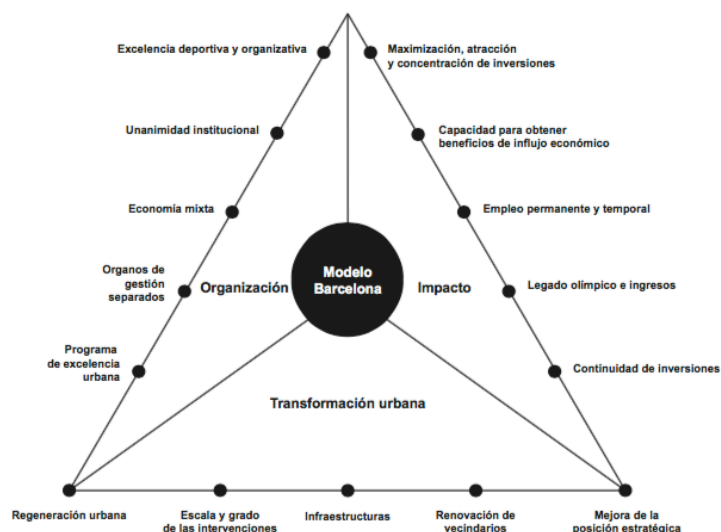 Excelencia deportiva y organizativa
Maximización, atracción
y concentración de inversiones
Unanimidad institucional
Capacidad para obtener
beneficios de influjo económico
Economía mixta
Empleo permanente y temporal
Organos de
gestión
separados
Organización
Modelo
Barcelona
Impacto
Legado olímpico e ingresos
Programa
de excelencia
urbana
Continuidad de inversiones
Transformación urbana
Regeneración urbana
Escala y grado
de las intervenciones
Infraestructuras
Renovación de
vecindarios
Mejora de la
posición estratégica